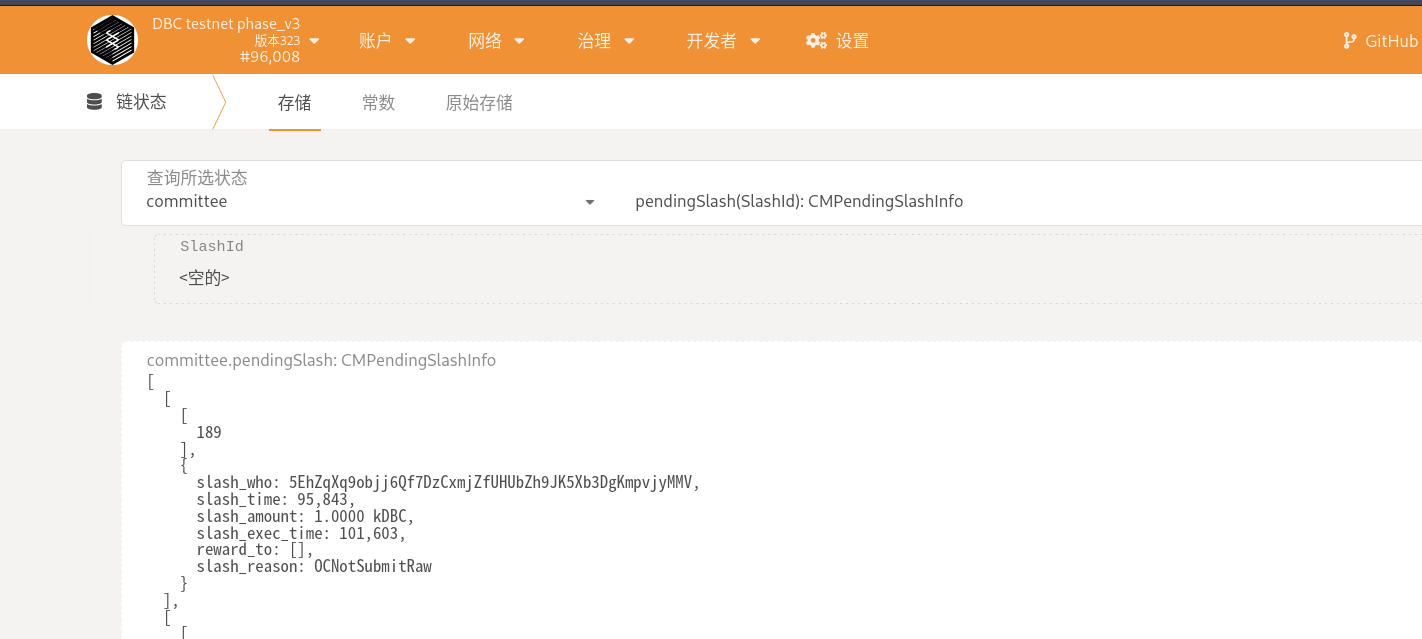 DBC testnet phase_v3
版本323
#96,008
账户
网络
治理
开发者
设置
GitHub
链状态
存储
常数
原始存储
查询所选状态
committee
pendingSlash(SlashId): CMPendingSlashInfo
SlashId
<空的>
committee.pendingSlash: CMPendingSlashInfo
[
[
[
189
],
{
slash_who: 5EhZqXq9objj6Qf7DzCxmjZfUHUbZh9JK5Xb3DgKmpvjyMMV,
slash_time: 95,843,
slash_amount: 1.0000 kDBC,
slash_exec_time: 101,603,
reward_to: [],
slash_reason: OCNotSubmitRaw
}
],
[
[